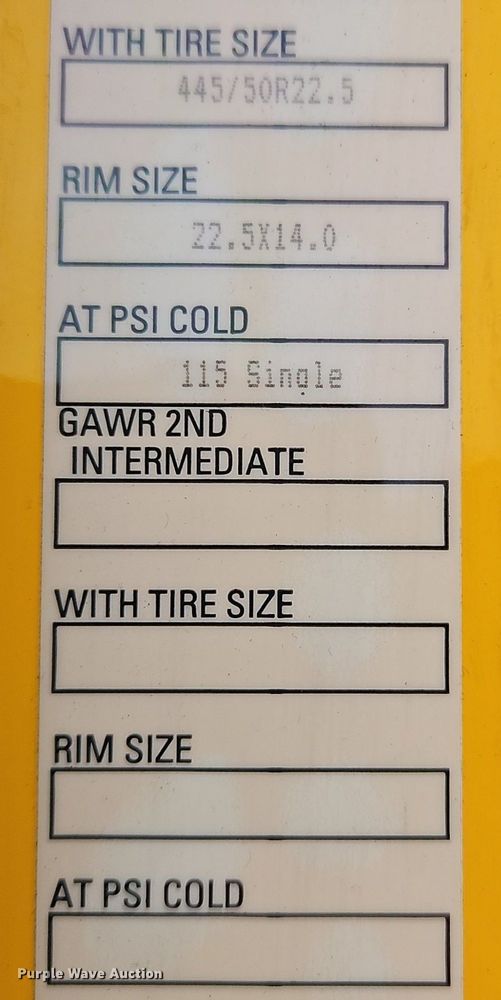 WITH TIRE SIZE
445/50R22.5
RIM SIZE
22.5X14.0
AT PSI COLD
115 Single
GAWR 2ND
INTERMEDIATE
WITH TIRE SIZE
RIM SIZE
AT PSI COLD
Purple Wave Auction